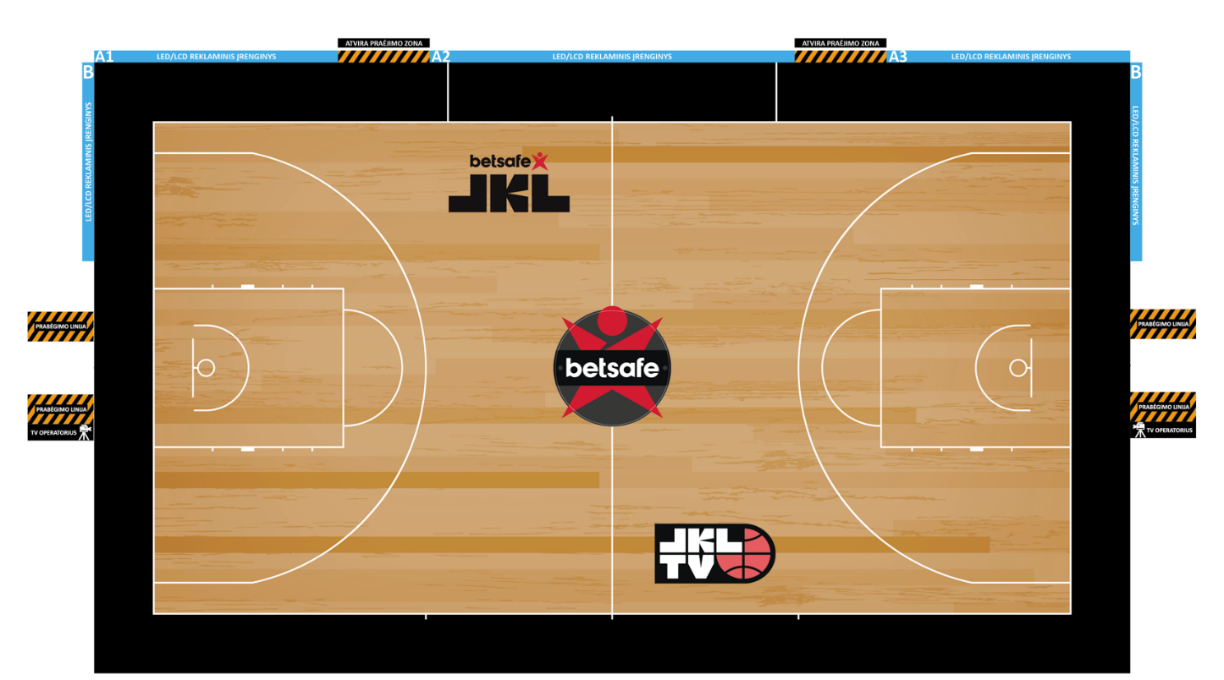 ATVIRA PRAĖJIMO ZONA
ATVIRA PRAĖJIMO ZONA
A1 LED/LCD REKLAMINIS ĮRENGINYS
A2 LED/LCD REKLAMINIS ĮRENGINYS
A3 LED/LCD REKLAMINIS ĮRENGINYS
B
LED/LCD REKLAMINIS ĮRENGINYS
B
LED/LCD REKLAMINIS ĮRENGINYS
betsafe
JKL
PRABĖGIMO LINIJA
PRABĖGIMO LINIJA
betsafe
PRABĖGIMO LINIJA
TV OPERATORIUS
PRABĖGIMO LINIJA
TV OPERATORIUS
JKL
TV